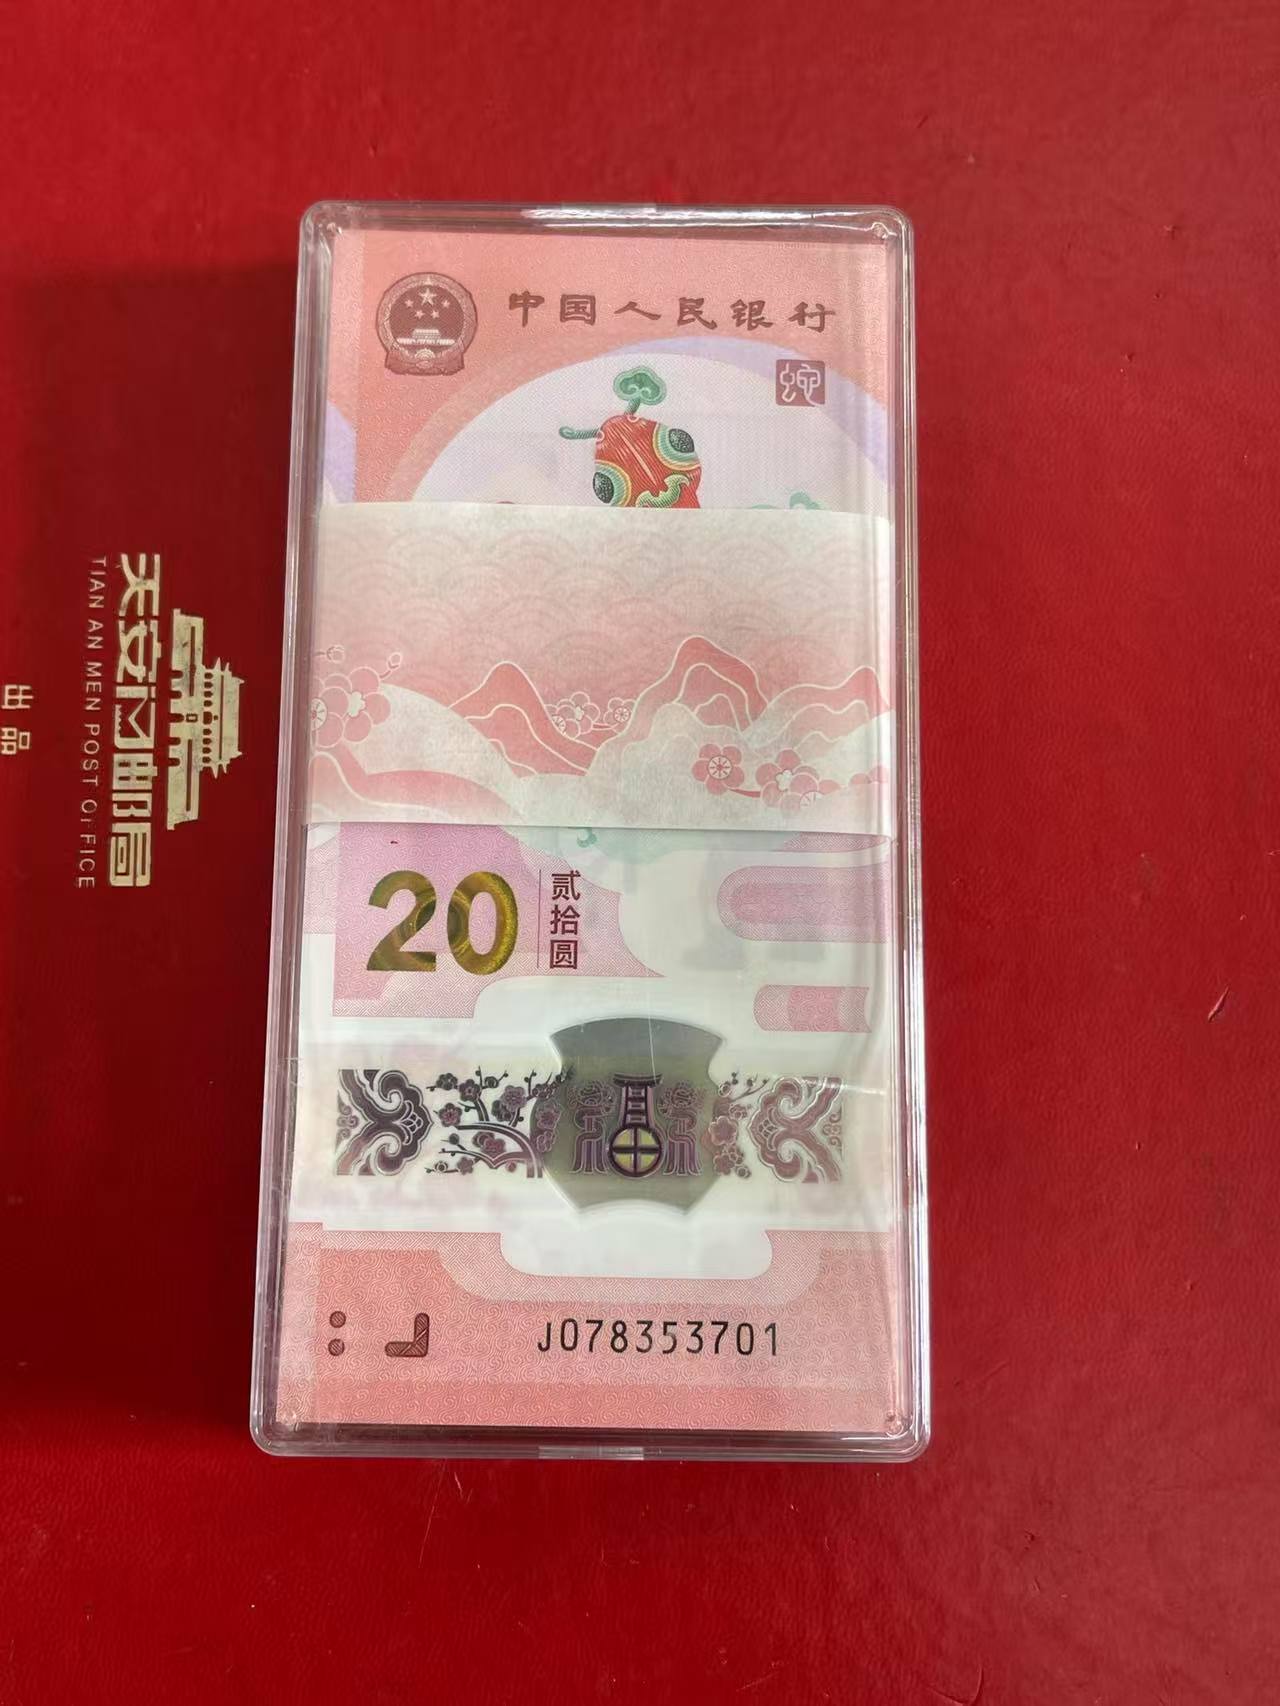 中国人民银行
蛇
20
贰拾圆
J078353701
天安门邮局
TIAN AN MEN POST OFFICE
出品